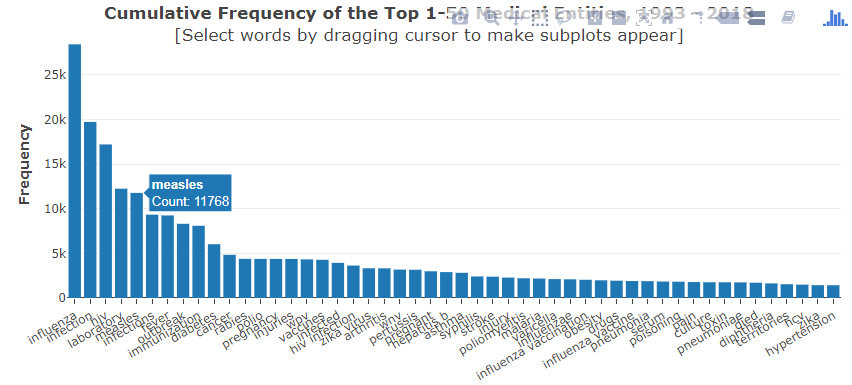 Cumulative Frequency of the Top 1-50 Medical Entities, 1993 - 2018
[Select words by dragging cursor to make subplots appear]
Frequency
25k
20k
15k
10k
5k
0
measles
Count: 11768
influenza
infection
hiv
laboratory
measles
infections
fever
outbreak
immunization
diabetes
cancer
rabies
polio
pregnancy
injuries
wpv
vaccines
infected
hiv infection
zika virus
arthritis
wnv
pertussis
pregnant
hepatitis b
asthma
syphilis
stroke
injury
poliomyelitis
malaria
varicella
influenzae
influenza vaccination
obesity
drugs
influenza vaccine
pneumonia
serum
poisoning
pain
culture
toxin
pneumoniae
died
diphtheria
territories
hcv
zika
hypertension